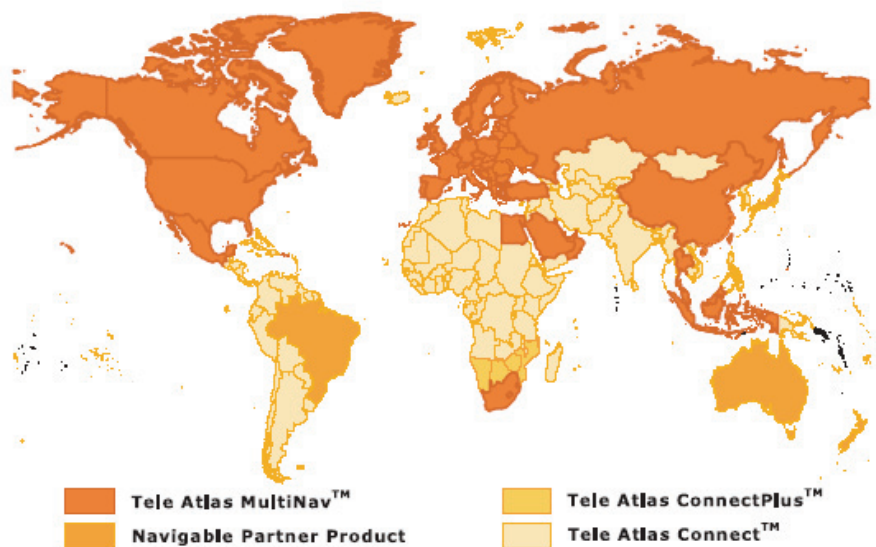 Tele Atlas MultiNav™
Navigable Partner Product
Tele Atlas ConnectPlus™
Tele Atlas Connect™